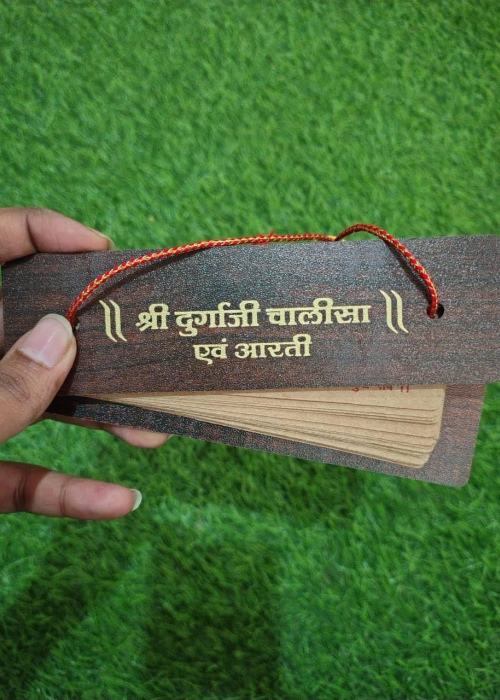 || श्री दुर्गाजी चालीसा ||
एवं आरती